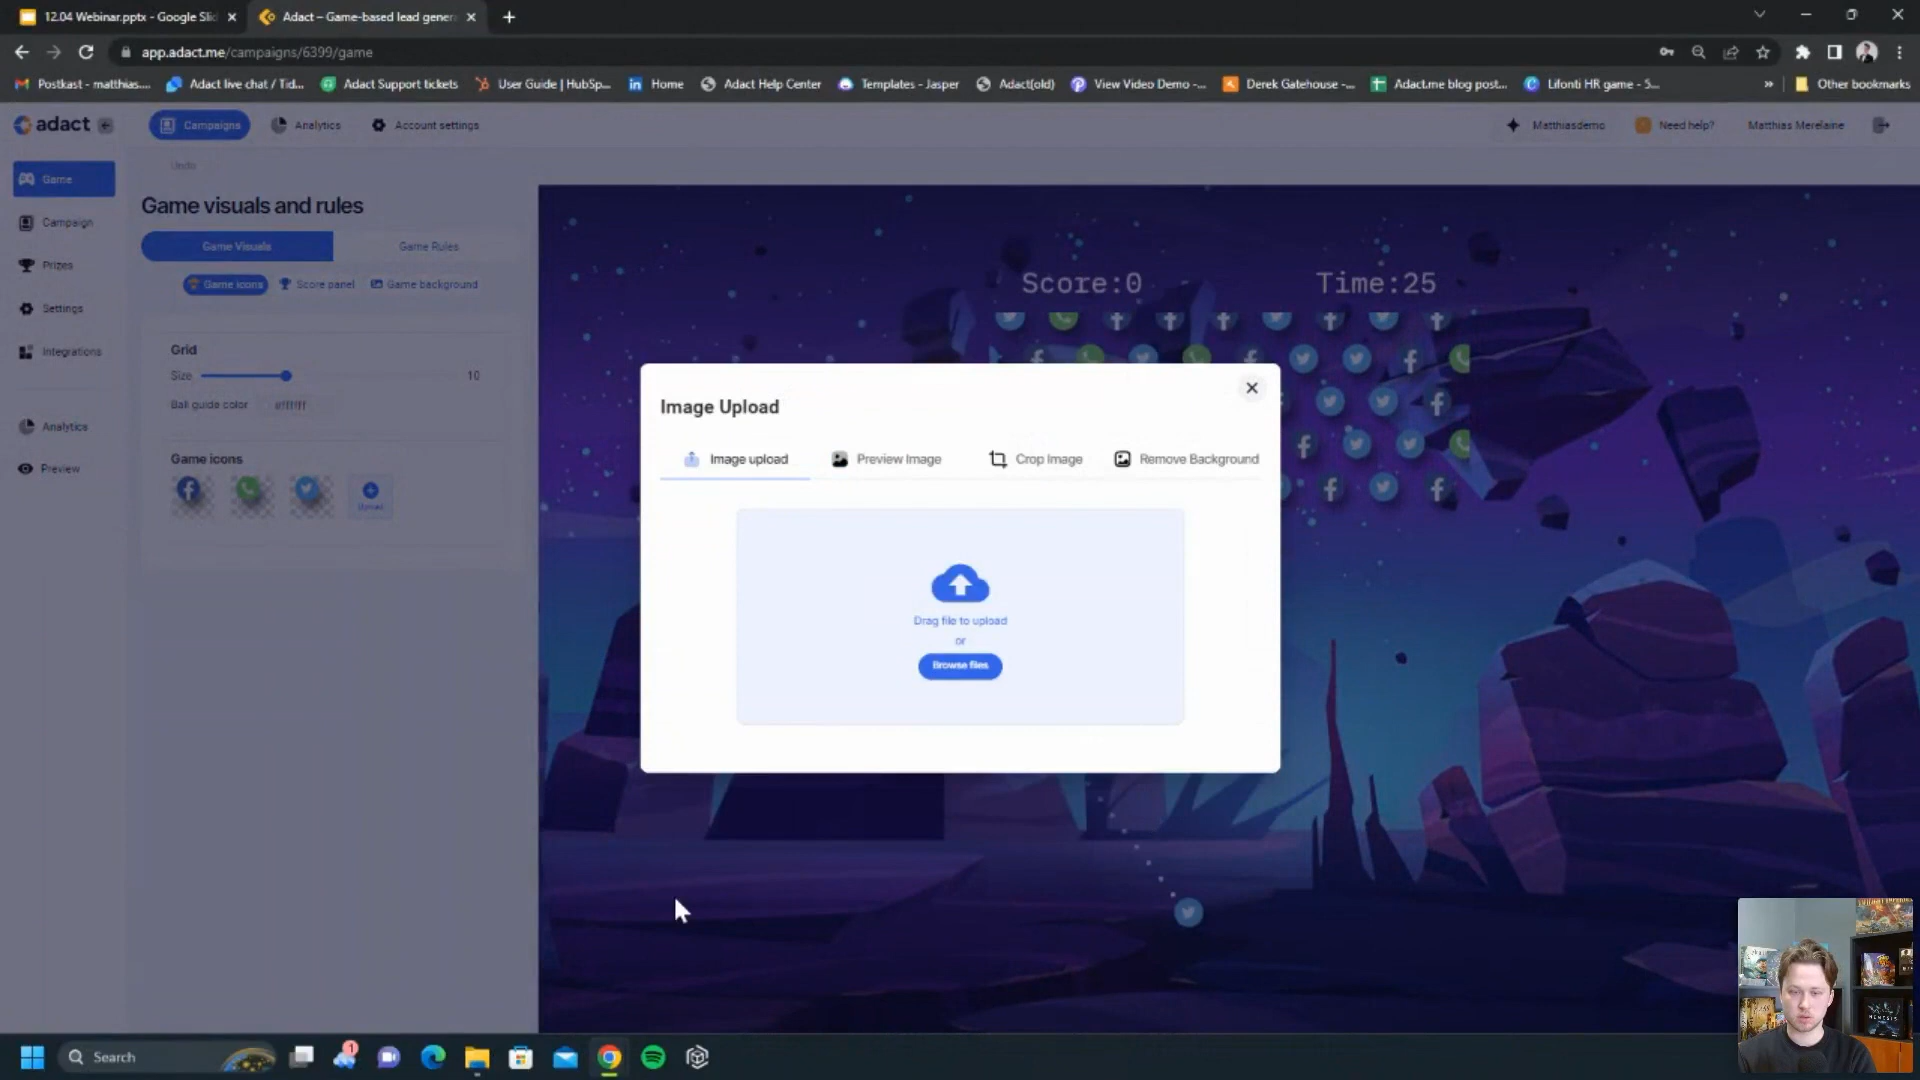 12.04 Webinar.pptx - Google Slid
Adact – Game-based lead gener
app.adact.me/campaigns/6399/game
Postkast - matthias....
Adact live chat / Tid...
Adact Support tickets
User Guide | HubSp...
Home
Adact Help Center
Templates - Jasper
Adact(old)
View Video Demo -...
Derek Gatehouse -...
Adact.me blog post...
Lifonti HR game - 5...
Other bookmarks
adact
Campaigns
Analytics
Account settings
Matthiasdemo
Need help?
Matthias Merelaine
Undo
Game
Campaign
Prizes
Settings
Integrations
Analytics
Preview
Game visuals and rules
Game Visuals
Game Rules
Game icons
Score panel
Game background
Grid
Size
10
Ball guide color
#ffffff
Game icons
Upload
Score:0
Time:25
Image Upload
Image upload
Preview Image
Crop Image
Remove Background
Drag file to upload
or
Browse files
Search
1
NEMESIS